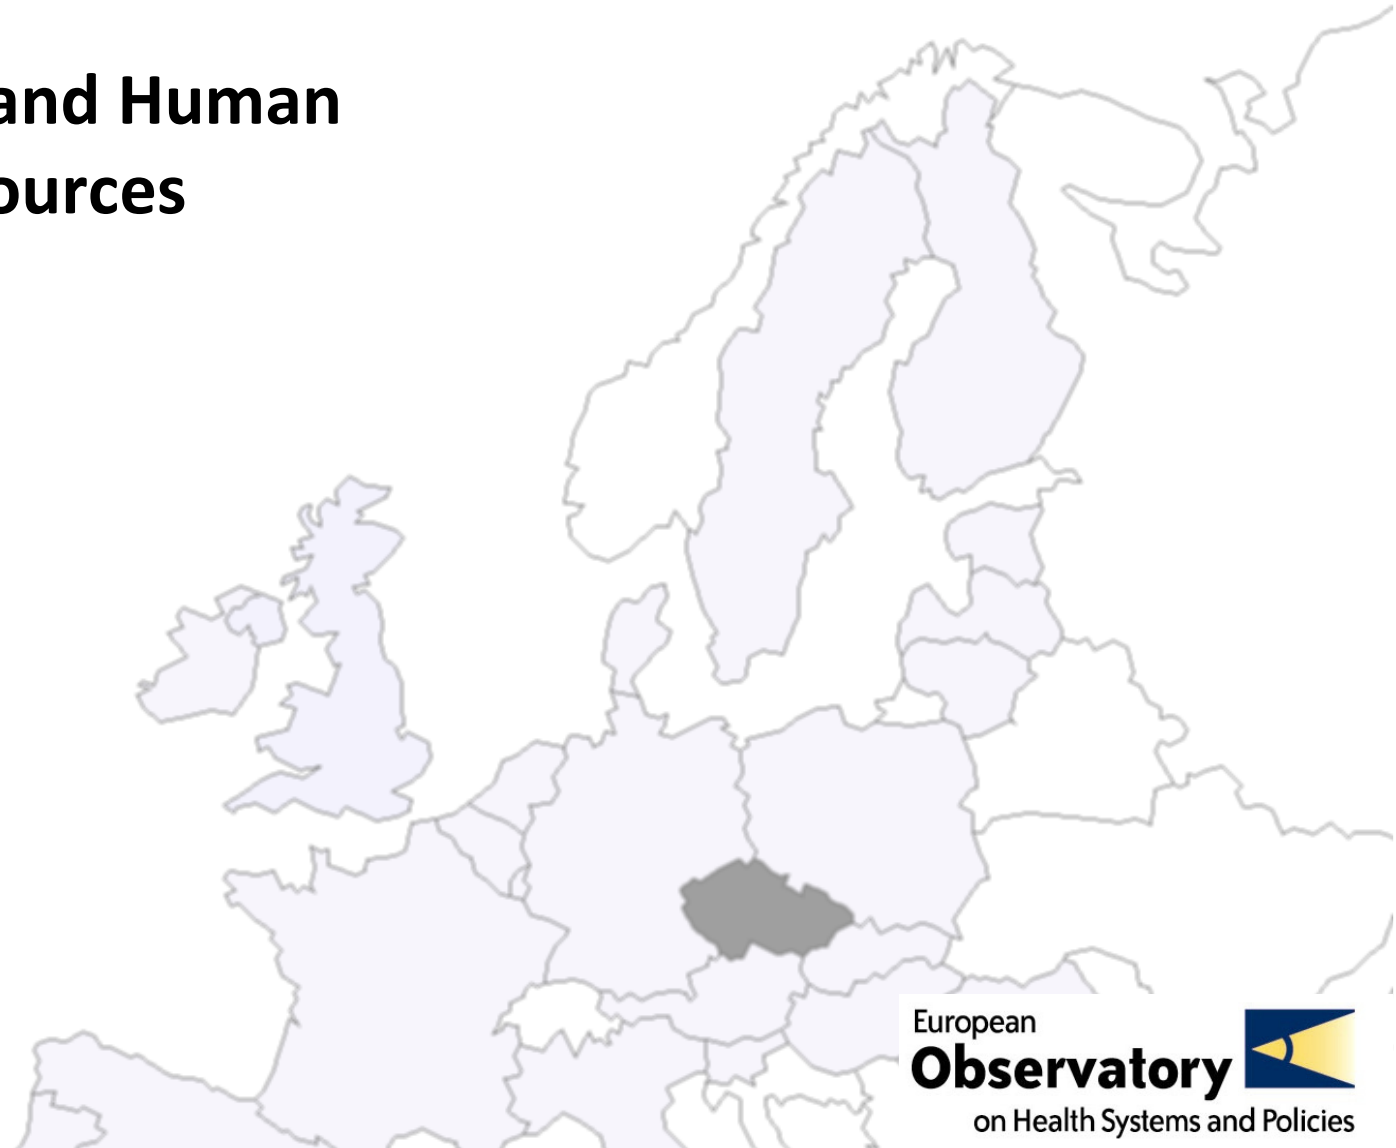 and Human
ources
European
Observatory
on Health Systems and Policies